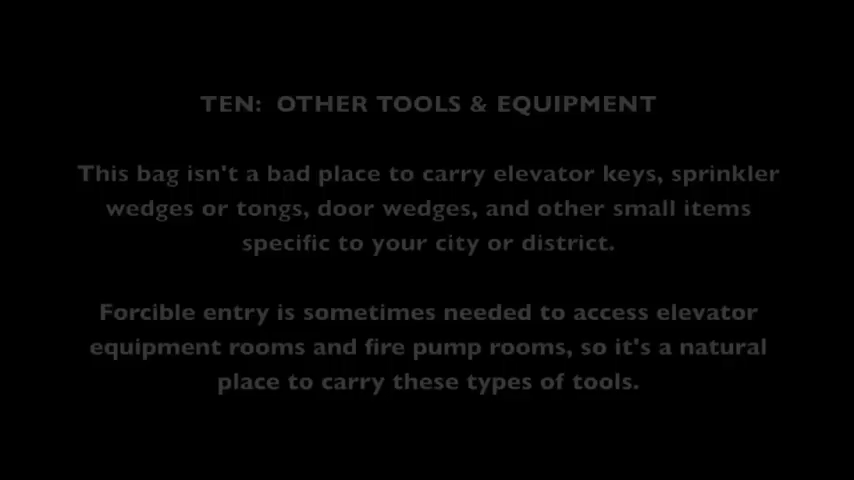 TEN: OTHER TOOLS & EQUIPMENT
This bag isn't a bad place to carry elevator keys, sprinkler
wedges or tongs, door wedges, and other small items
specific to your city or district.
Forcible entry is sometimes needed to access elevator
equipment rooms and fire pump rooms, so it's a natural
place to carry these types of tools.